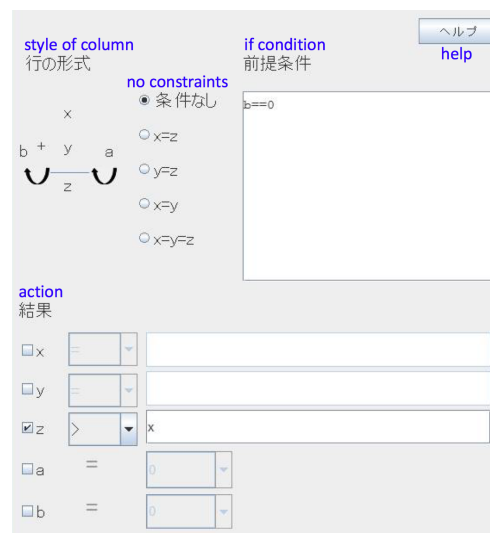 ヘルプ
help
style of column
行の形式
if condition
前提条件
no constraints
条件なし
x=z
y=z
x=y
x=y=z
x
b + y a
z
b==0
action
結果
x =
y =
z > x
a = 0
b = 0